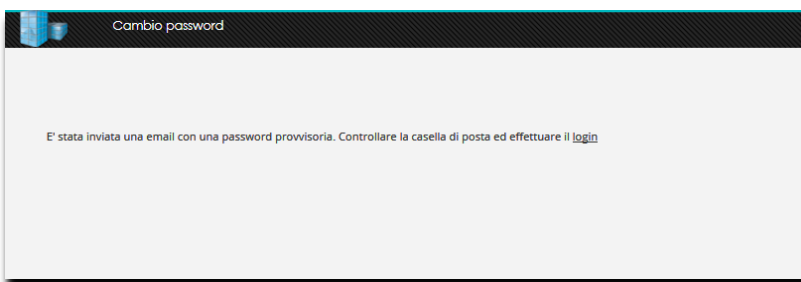 Cambio password
E' stata inviata una email con una password provvisoria. Controllare la casella di posta ed effettuare il login